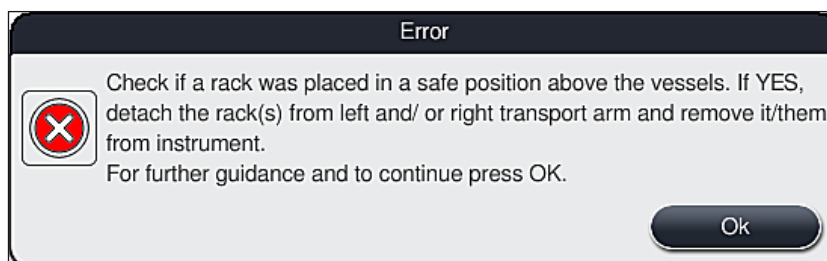 Error
Check if a rack was placed in a safe position above the vessels. If YES,
detach the rack(s) from left and/ or right transport arm and remove it/them
from instrument.
For further guidance and to continue press OK.
Ok